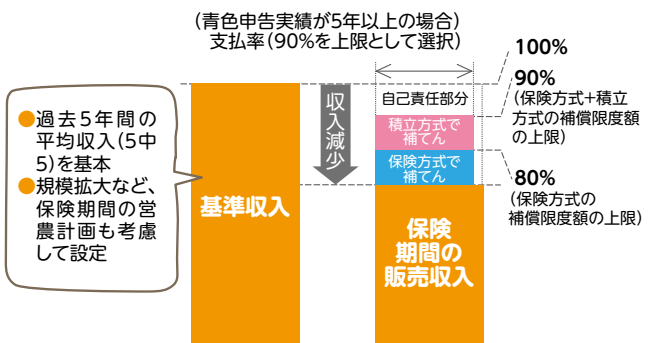 (青色申告実績が5年以上の場合)
支払率(90%を上限として選択)
●過去5年間の
平均収入(5中
5)を基本
●規模拡大など、
保険期間の営
農計画も考慮
して設定
基準収入
収入減少
自己責任部分
積立方式で
補てん
保険方式で
補てん
保険
期間の
販売収入
100%
90%
(保険方式+積立
方式の補償限度額
の上限)
80%
(保険方式の
補償限度額の上限)